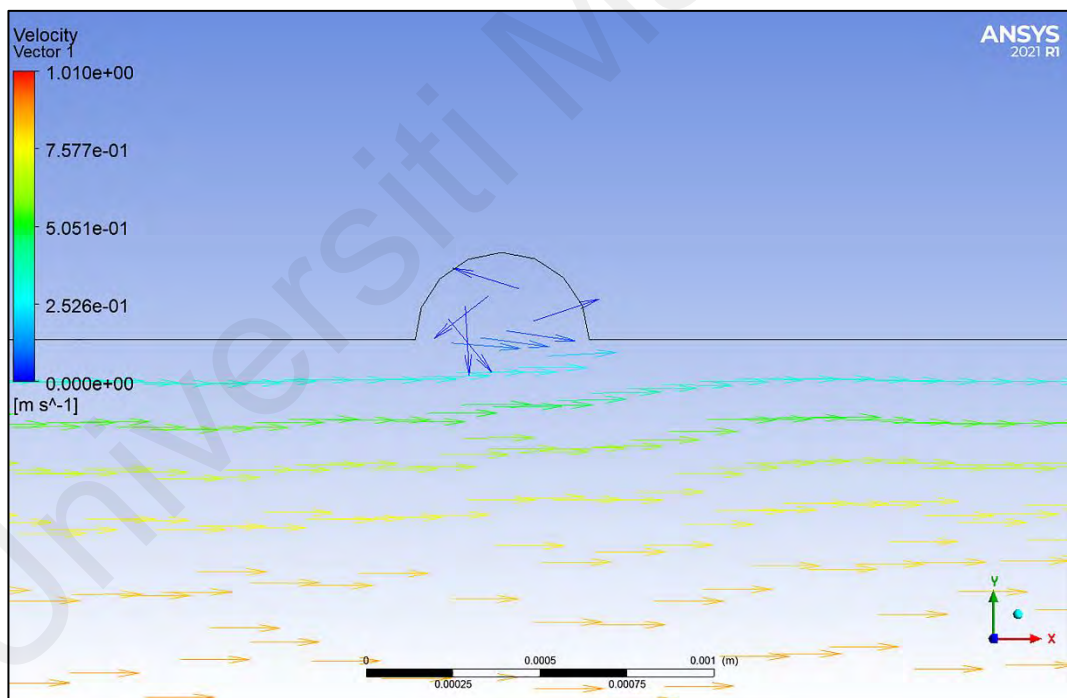 Velocity
Vector 1
ANSYS
2021 R1
1.010e+00
7.577e-01
5.051e-01
2.526e-01
0.000e+00
[m s^-1]
Y
X
0 0.0005 0.001 (m)
0.00025 0.00075
Universiti M